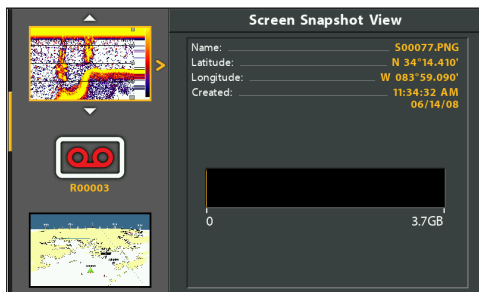 Screen Snapshot View
Name: S00077.PNG
Latitude: N 34°14.410'
Longitude: W 083°59.090'
Created: 11:34:32 AM
06/14/08
R00003
0 3.7GB